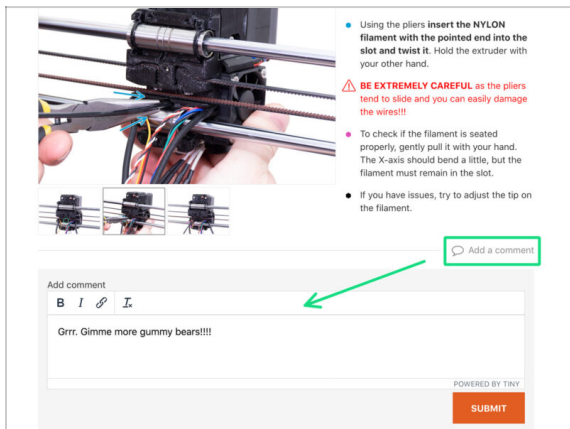 Using the pliers insert the NYLON
filament with the pointed end into the
slot and twist it. Hold the extruder with
your other hand.
BE EXTREMELY CAREFUL as the pliers
tend to slide and you can easily damage
the wires!!!
To check if the filament is seated
properly, gently pull it with your hand.
The X-axis should bend a little, but the
filament must remain in the slot.
If you have issues, try to adjust the tip on
the filament.
Add a comment
Add comment
B I
Grrr. Gimme more gummy bears!!!!
POWERED BY TINY
SUBMIT